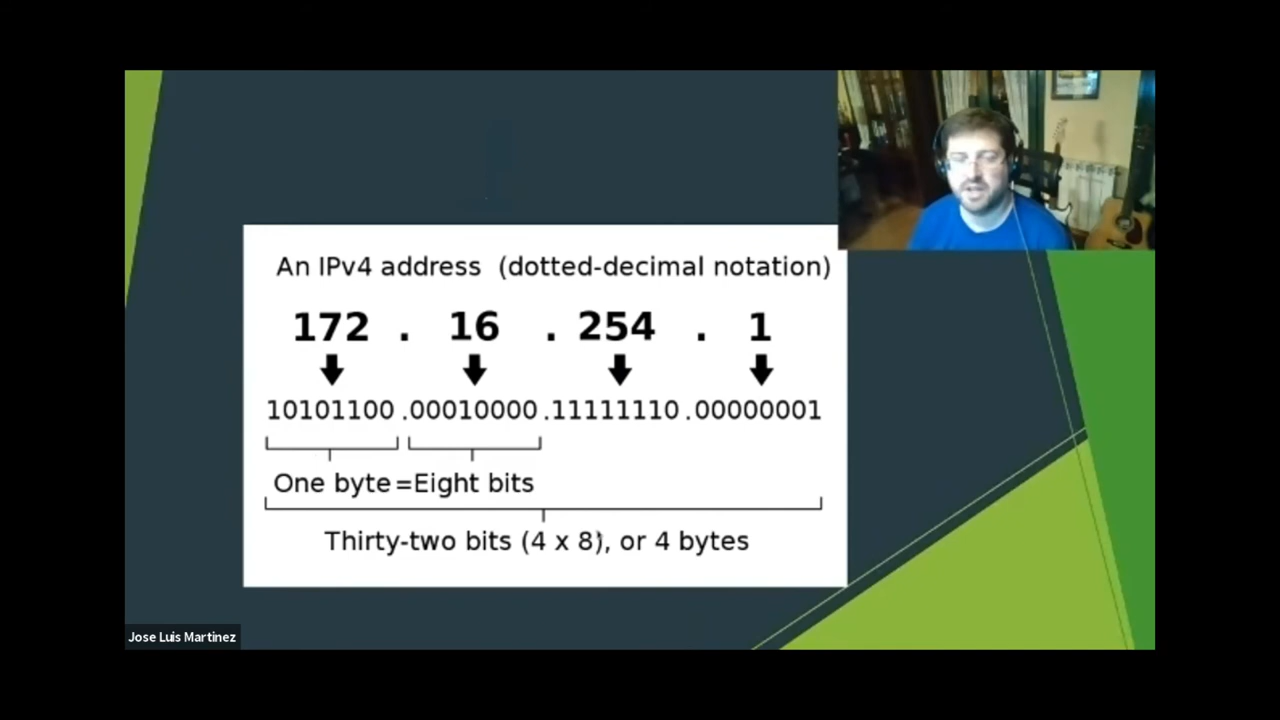 An IPv4 address (dotted-decimal notation)
172 . 16 . 254 . 1
10101100 .00010000 .11111110 .00000001
One byte =Eight bits
Thirty-two bits (4 x 8), or 4 bytes
Jose Luis Martinez